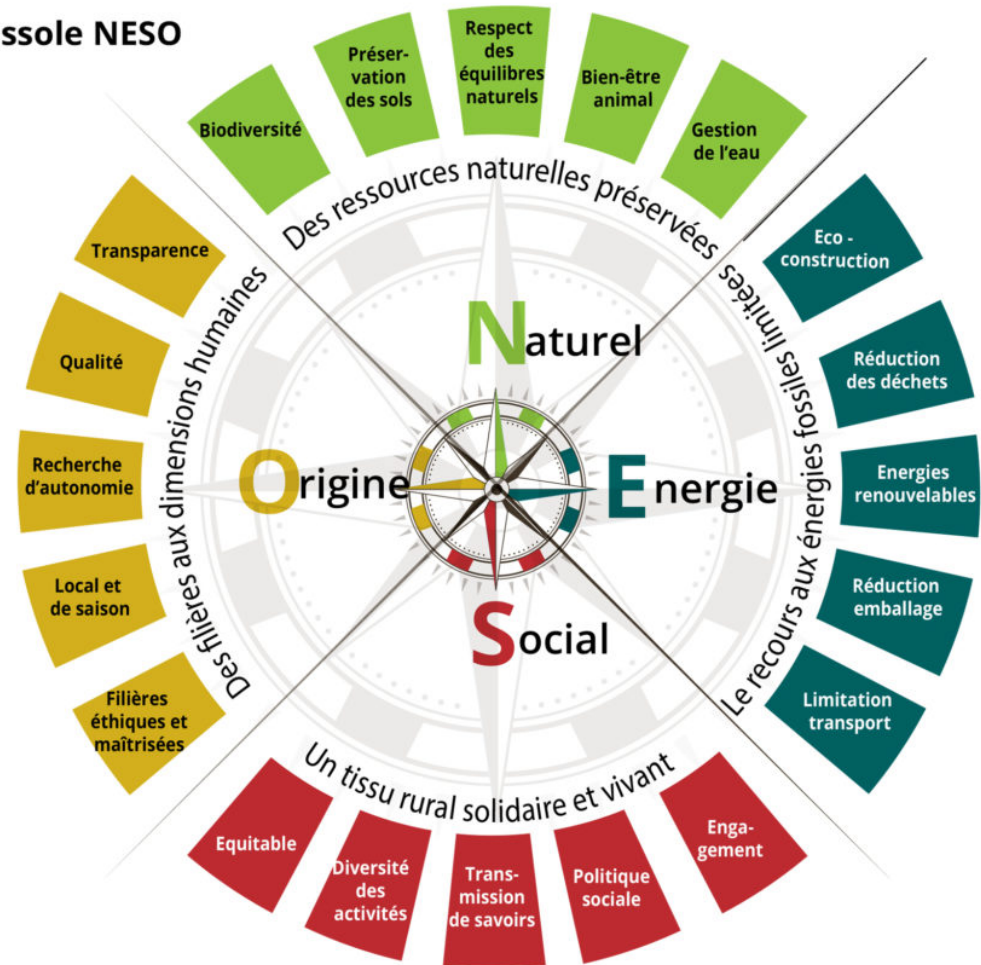 ssole NESO
Biodiversité
Préser-
vation
des sols
Respect
des
équilibres
naturels
Bien-être
animal
Gestion
de l'eau
Des ressources naturelles préservées
Eco -
construction
Réduction
des déchets
Energies
renouvelables
Réduction
emballage
Limitation
transport
Le recours aux énergies fossiles limitées
Enga-
gement
Politique
sociale
Trans-
mission
de savoirs
Diversité
des
activités
Equitable
Un tissu rural solidaire et vivant
Filières
éthiques et
maîtrisées
Local et
de saison
Recherche
d'autonomie
Qualité
Transparence
Des filières aux dimensions humaines
Naturel
Origine
Energie
Social